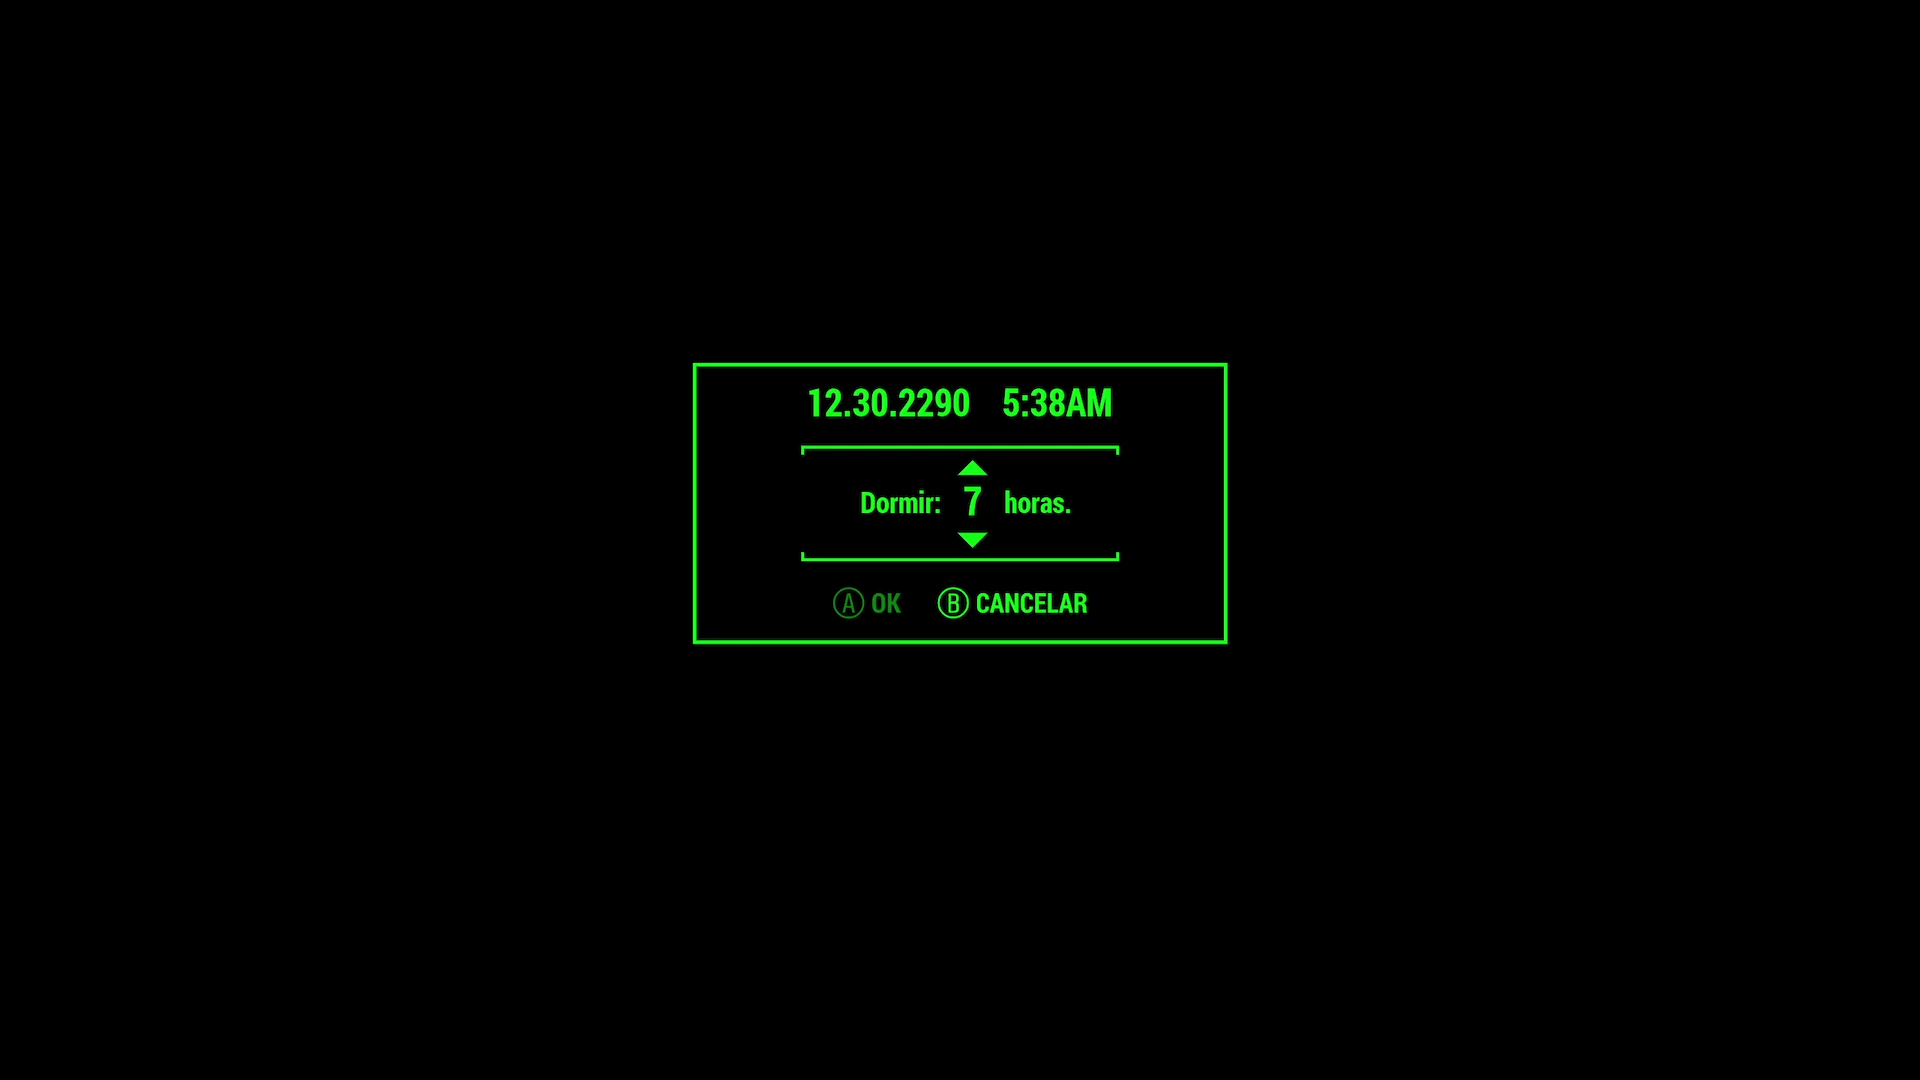 12.30.2290 5:38AM
Dormir: 7 horas.
Ⓐ OK Ⓑ CANCELAR